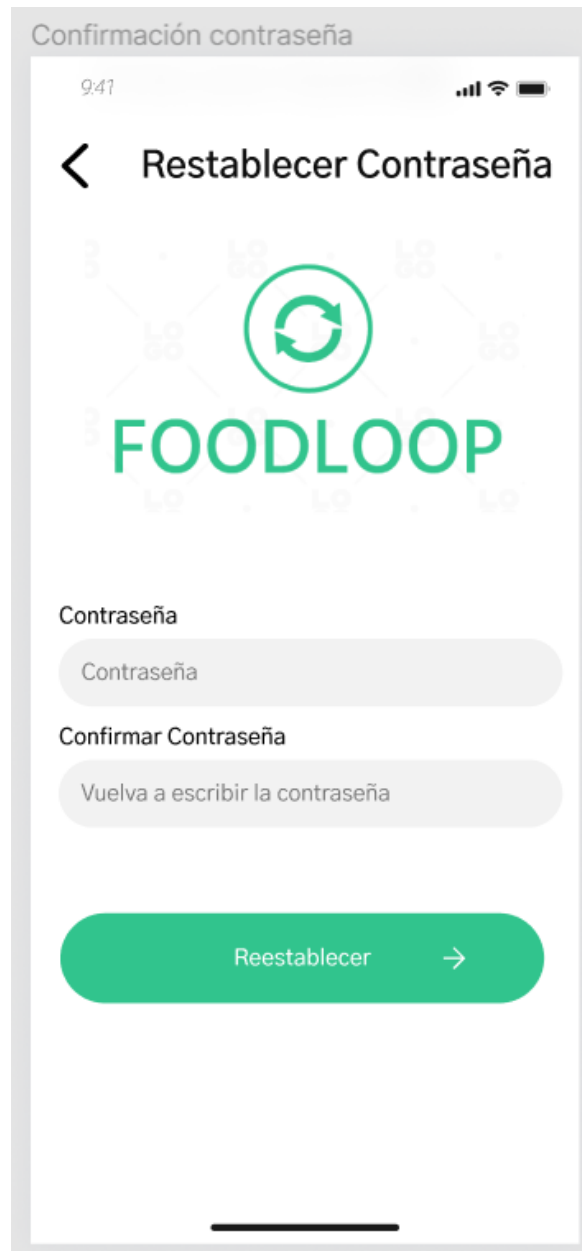 Confirmación contraseña
9:41
Restablecer Contraseña
FOODLOOP
Contraseña
Contraseña
Confirmar Contraseña
Vuelva a escribir la contraseña
Reestablecer